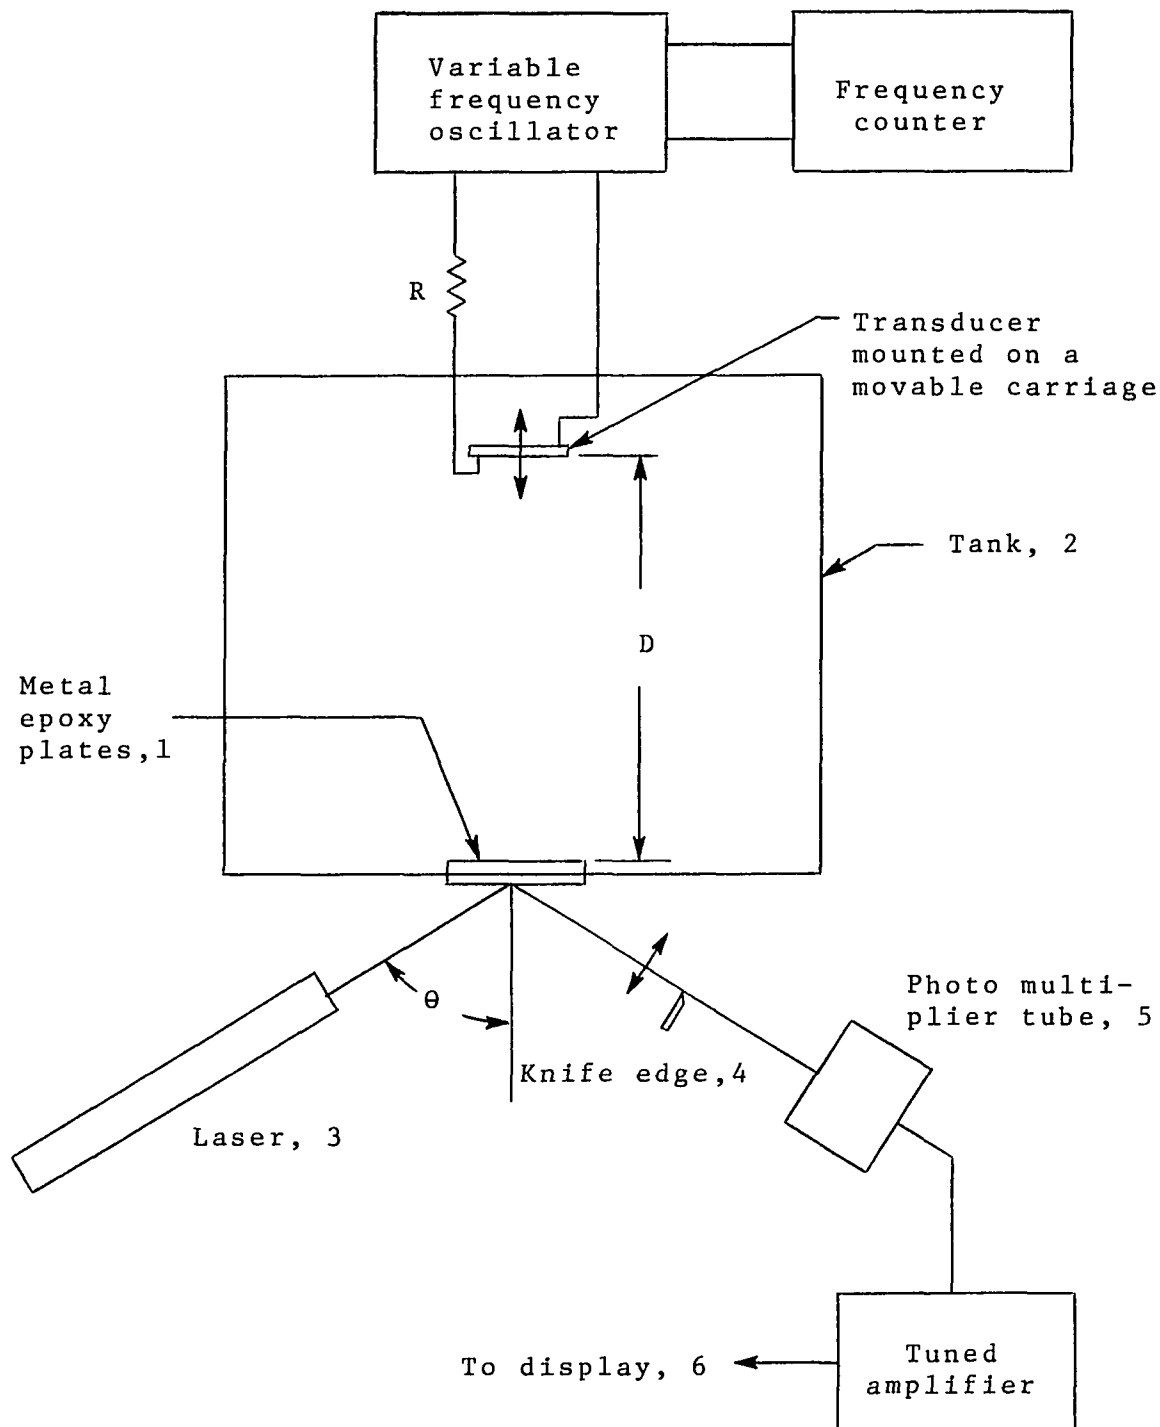 Variable
frequency
oscillator
Frequency
counter
R
Transducer
mounted on a
movable carriage
Tank, 2
D
Metal
epoxy
plates,1
θ
Photo multi-
plier tube, 5
Knife edge,4
Laser, 3
To display, 6
Tuned
amplifier